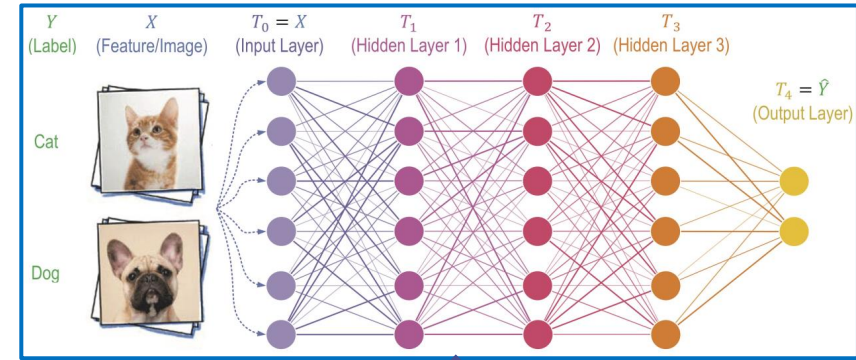 Y
(Label)
X
(Feature/Image)
T₀ = X
(Input Layer)
T₁
(Hidden Layer 1)
T₂
(Hidden Layer 2)
T₃
(Hidden Layer 3)
T₄ = Ŷ
(Output Layer)
Cat
Dog